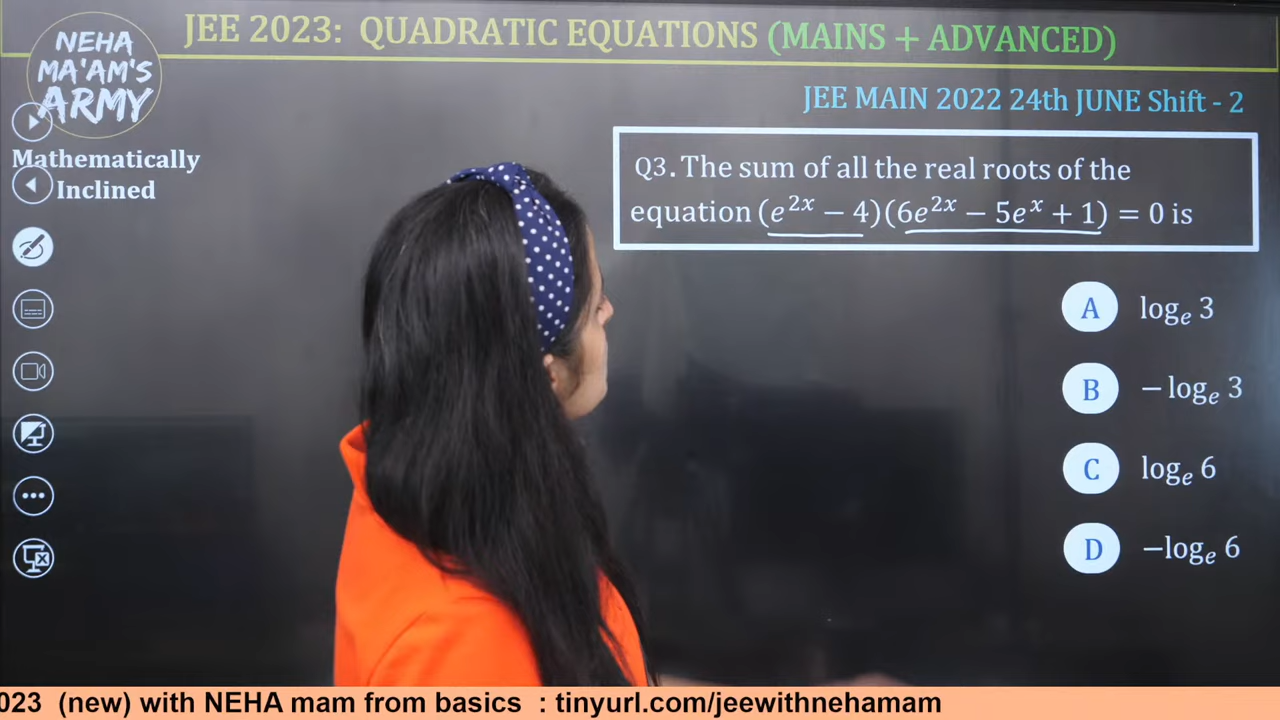 NEHA
MA'AM'S
ARMY
Mathematically
Inclined
JEE 2023: QUADRATIC EQUATIONS (MAINS + ADVANCED)
JEE MAIN 2022 24th JUNE Shift - 2
Q3. The sum of all the real roots of the
equation (e^{2x} − 4)(6e^{2x} − 5e^x + 1) = 0 is
A log_e 3
B − log_e 3
C log_e 6
D −log_e 6
023 (new) with NEHA mam from basics : tinyurl.com/jeewithnehamam